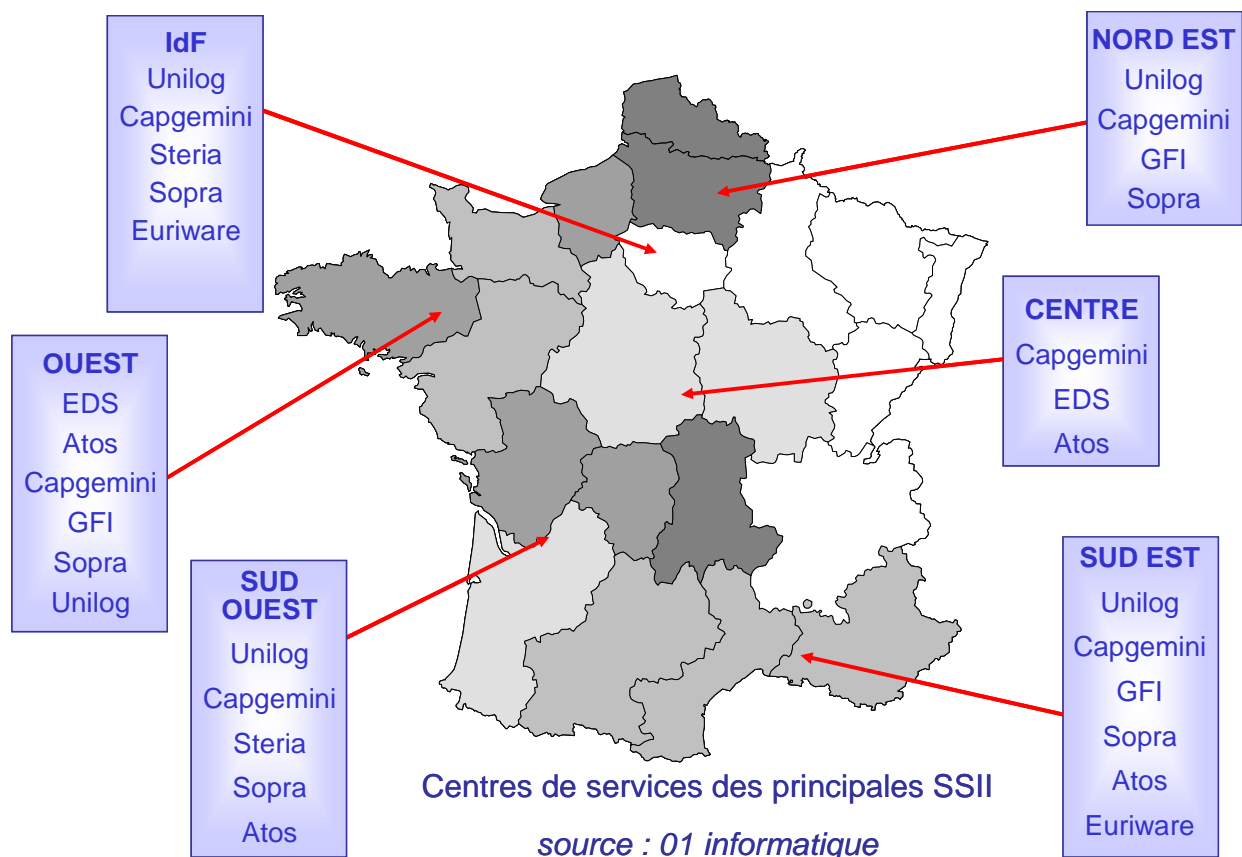 IdF
Unilog
Capgemini
Steria
Sopra
Euriware
NORD EST
Unilog
Capgemini
GFI
Sopra
OUEST
EDS
Atos
Capgemini
GFI
Sopra
Unilog
CENTRE
Capgemini
EDS
Atos
SUD
OUEST
Unilog
Capgemini
Steria
Sopra
Atos
SUD EST
Unilog
Capgemini
GFI
Sopra
Atos
Euriware
Centres de services des principales SSII
source : 01 informatique